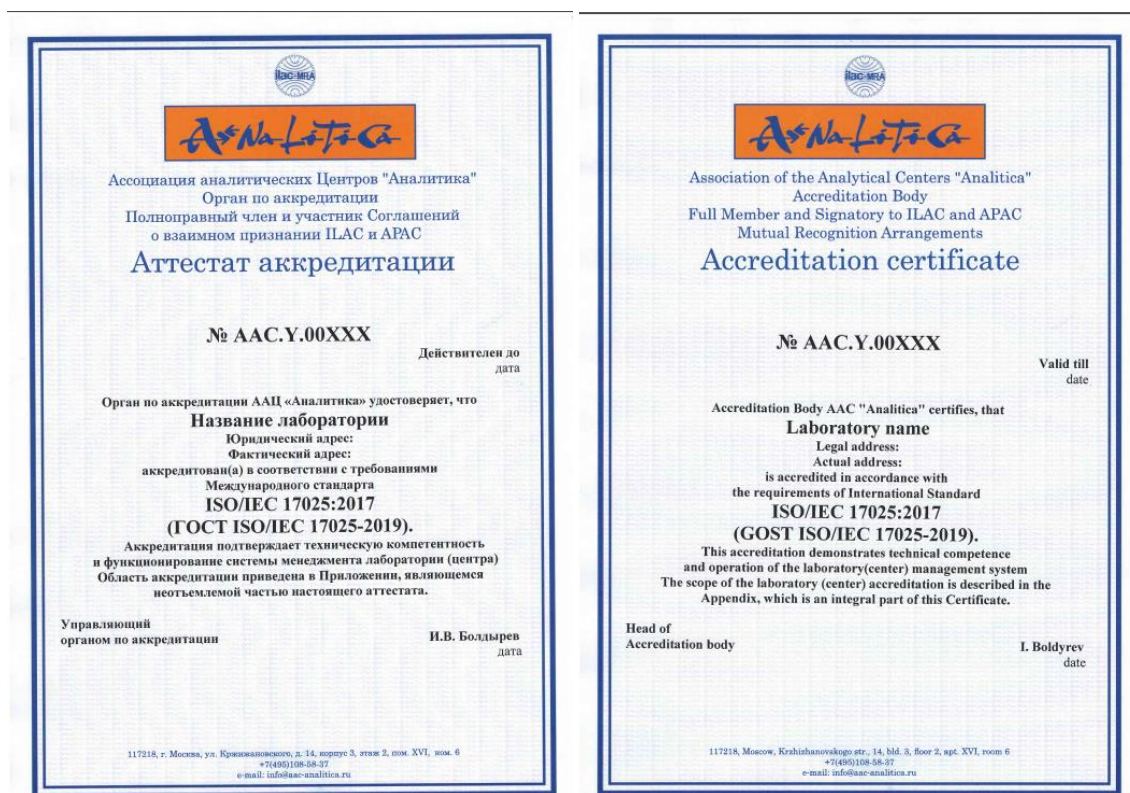 ilac-MRA
AsNaLiTiCa
Ассоциация аналитических Центров "Аналитика"
Орган по аккредитации
Полноправный член и участник Соглашений
о взаимном признании ILAC и APAC
Аттестат аккредитации
№ ААС.Y.00XXX
Действителен до
дата
Орган по аккредитации ААЦ «Аналитика» удостоверяет, что
Название лаборатории
Юридический адрес:
Фактический адрес:
аккредитован(а) в соответствии с требованиями
Международного стандарта
ISO/IEC 17025:2017
(ГОСТ ISO/IEC 17025-2019).
Аккредитация подтверждает техническую компетентность
и функционирование системы менеджмента лаборатории (центра)
Область аккредитации приведена в Приложении, являющемся
неотъемлемой частью настоящего аттестата.
Управляющий
органом по аккредитации
И.В. Болдырев
дата
117218, г. Москва, ул. Кржижановского, д. 14, корпус 3, этаж 2, пом. XVI, ком. 6
+7(495)108-58-37
e-mail: info@aac-analitica.ru
ilac-MRA
AsNaLiTiCa
Association of the Analytical Centers "Analitica"
Accreditation Body
Full Member and Signatory to ILAC and APAC
Mutual Recognition Arrangements
Accreditation certificate
№ AAC.Y.00XXX
Valid till
date
Accreditation Body AAC "Analitica" certifies, that
Laboratory name
Legal address:
Actual address:
is accredited in accordance with
the requirements of International Standard
ISO/IEC 17025:2017
(GOST ISO/IEC 17025-2019).
This accreditation demonstrates technical competence
and operation of the laboratory(center) management system
The scope of the laboratory (center) accreditation is described in the
Appendix, which is an integral part of this Certificate.
Head of
Accreditation body
I. Boldyrev
date
117218, Moscow, Krzhizhanovskogo str., 14, bld. 3, floor 2, apt. XVI, room 6
+7(495)108-58-37
e-mail: info@aac-analitica.ru